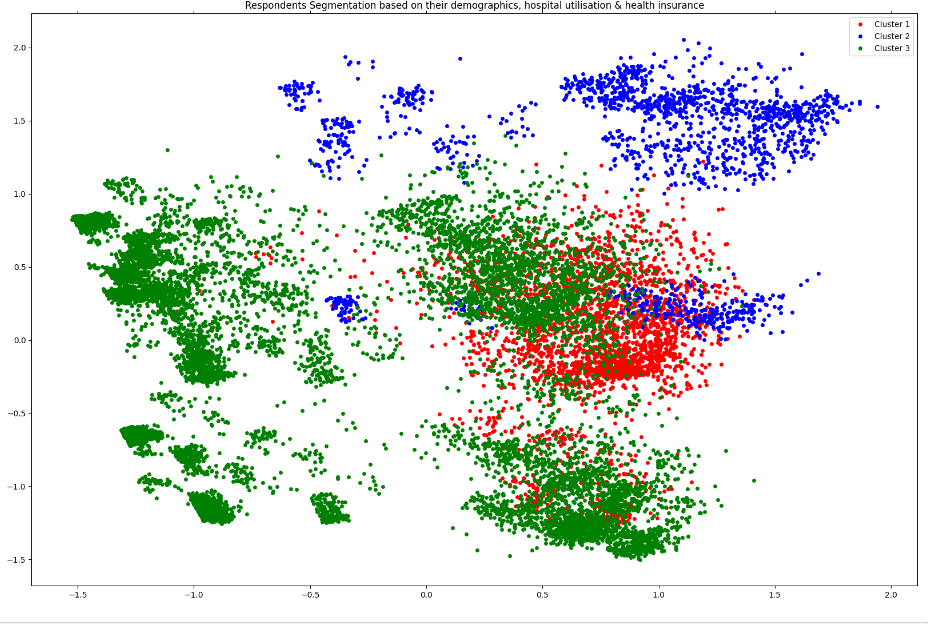 Respondents Segmentation based on their demographics, hospital utilisation & health insurance
Cluster 1
Cluster 2
Cluster 3
2.0
1.5
1.0
0.5
0.0
−0.5
−1.0
−1.5
−1.5 −1.0 −0.5 0.0 0.5 1.0 1.5 2.0